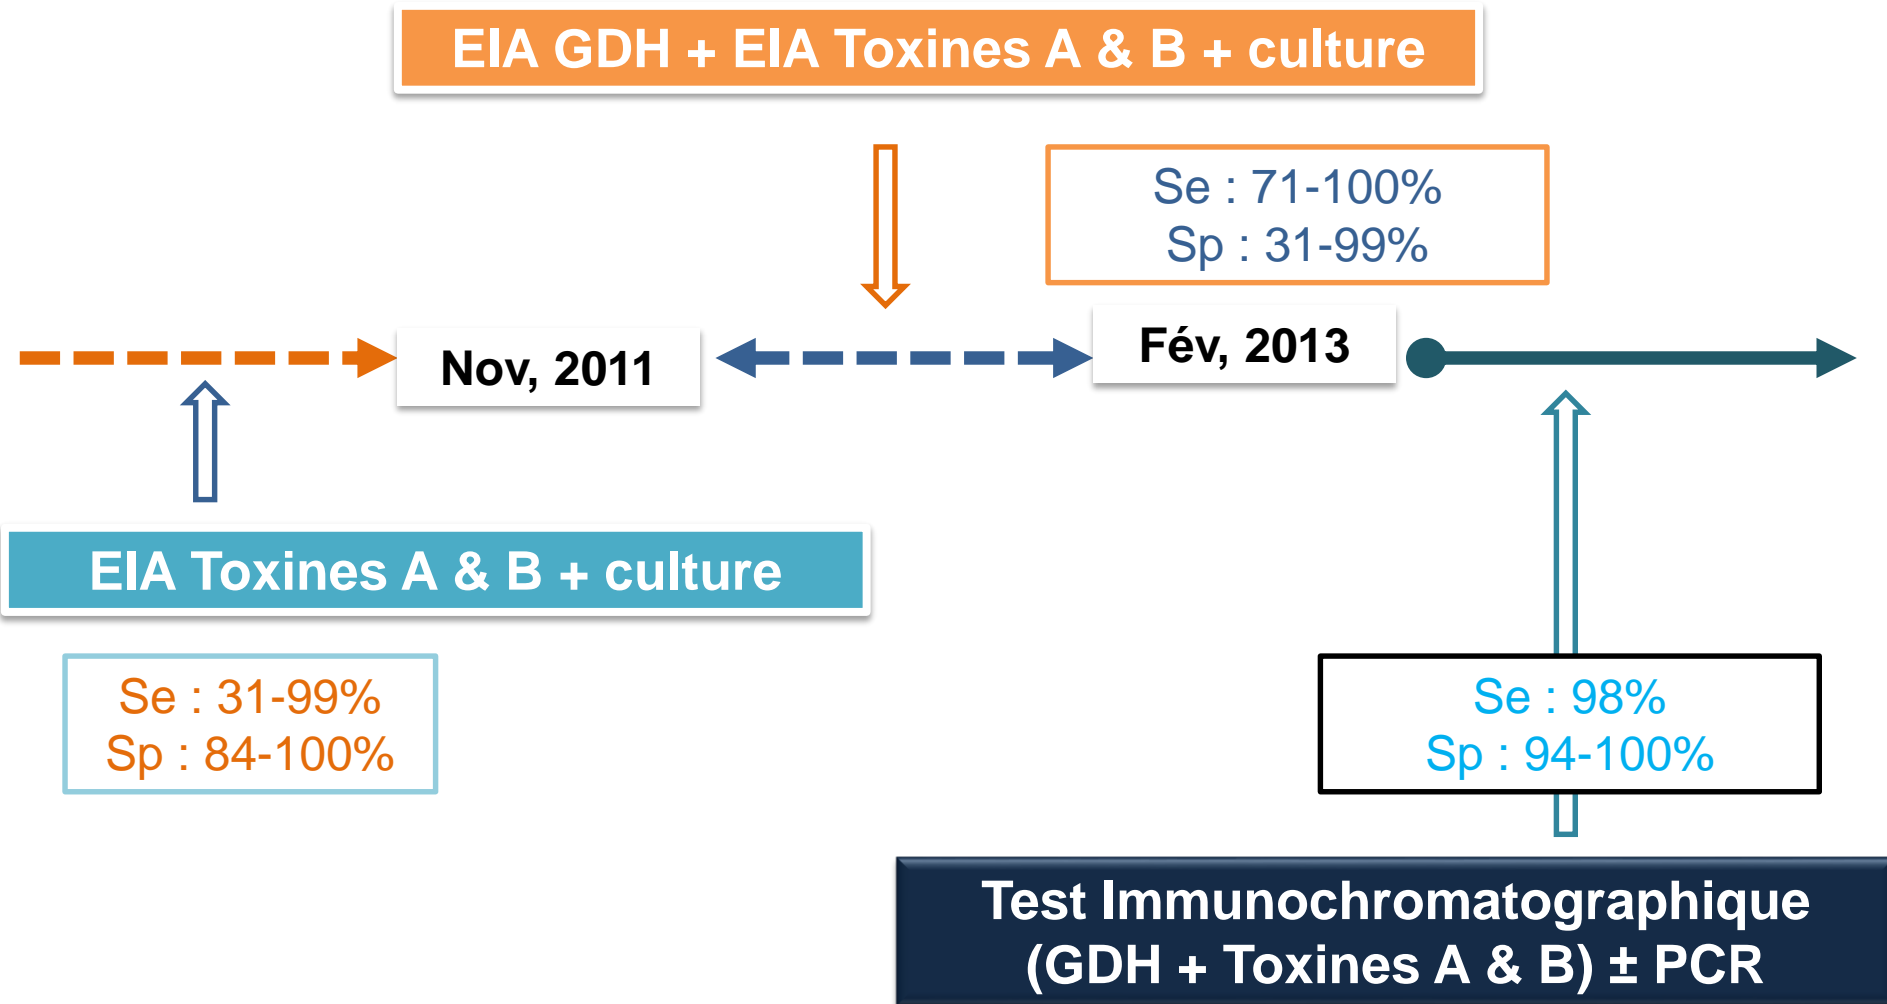 EIA GDH + EIA Toxines A & B + culture
Se : 71-100%
Sp : 31-99%
Nov, 2011
Fév, 2013
EIA Toxines A & B + culture
Se : 31-99%
Sp : 84-100%
Se : 98%
Sp : 94-100%
Test Immunochromatographique
(GDH + Toxines A & B) ± PCR